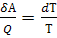 δA/Q = dT/T